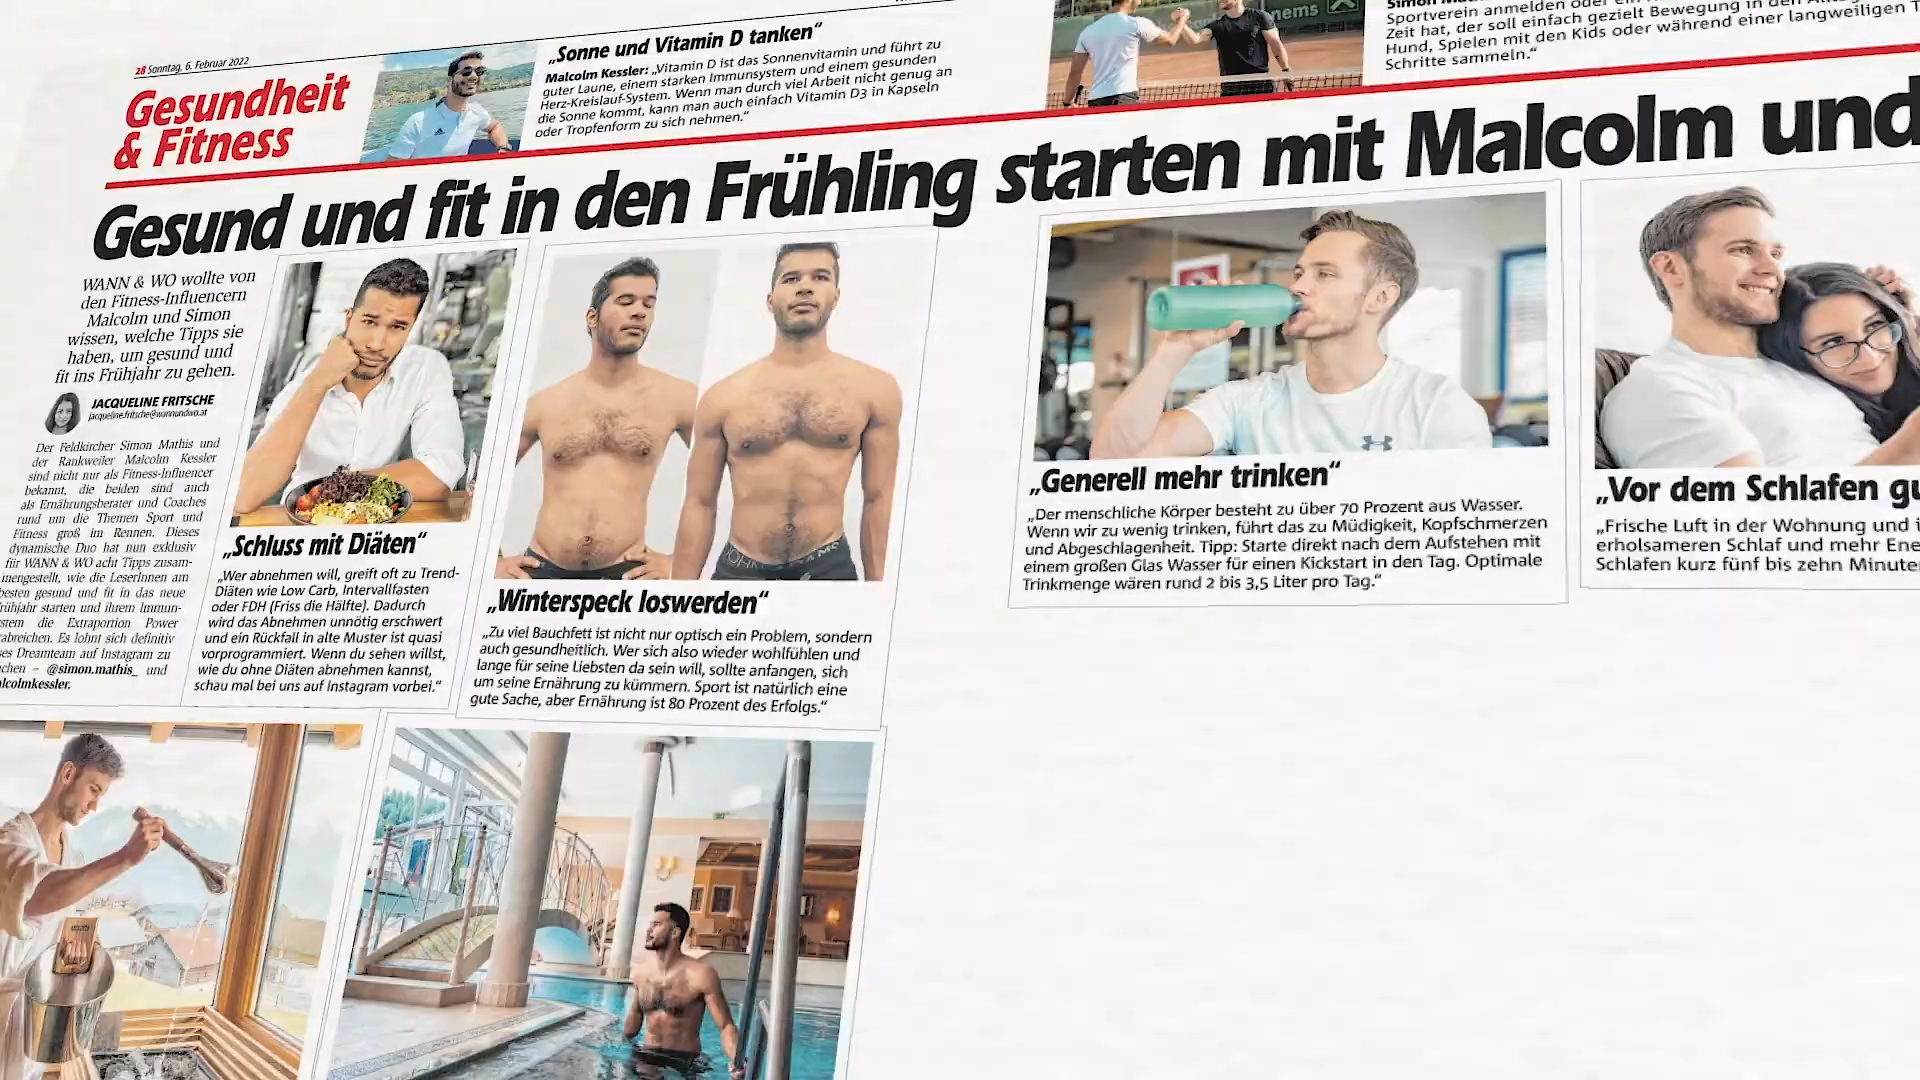 28 Sonntag, 6. Februar 2022
Gesundheit
& Fitness
„Sonne und Vitamin D tanken“
Malcolm Kessler: „Vitamin D ist das Sonnenvitamin und führt zu
guter Laune, einem starken Immunsystem und einem gesunden
Herz-Kreislauf-System. Wenn man durch viel Arbeit nicht genug an
die Sonne kommt, kann man auch einfach Vitamin D3 in Kapseln
oder Tropfenform zu sich nehmen.“
Sportverein anmelden oder
Zeit hat, der soll einfach gezielt Bewegung in den
Hund, Spielen mit den Kids oder während einer langweiligen
Schritte sammeln.“
Gesund und fit in den Frühling starten mit Malcolm und
WANN & WO wollte von
den Fitness-Influencern
Malcolm und Simon
wissen, welche Tipps sie
haben, um gesund und
fit ins Frühjahr zu gehen.
JACQUELINE FRITSCHE
jacqueline.fritsche@wannundwo.at
Der Feldkircher Simon Mathis und
der Rankweiler Malcolm Kessler
sind nicht nur als Fitness-Influencer
bekannt, die beiden sind auch
als Ernährungsberater und Coaches
rund um die Themen Sport und
Fitness groß im Rennen. Dieses
dynamische Duo hat nun exklusiv
für WANN & WO acht Tipps zusam-
mengestellt, wie die LeserInnen am
besten gesund und fit in das neue
rühjahr starten und ihrem Immun-
stem die Extraportion Power
rabreichen. Es lohnt sich definitiv
ses Dreamteam auf Instagram zu
chen – @simon.mathis_ und
alcolmkessler.
„Schluss mit Diäten“
„Wer abnehmen will, greift oft zu Trend-
Diäten wie Low Carb, Intervallfasten
oder FDH (Friss die Hälfte). Dadurch
wird das Abnehmen unnötig erschwert
und ein Rückfall in alte Muster ist quasi
vorprogrammiert. Wenn du sehen willst,
wie du ohne Diäten abnehmen kannst,
schau mal bei uns auf Instagram vorbei.“
„Winterspeck loswerden“
„Zu viel Bauchfett ist nicht nur optisch ein Problem, sondern
auch gesundheitlich. Wer sich also wieder wohlfühlen und
lange für seine Liebsten da sein will, sollte anfangen, sich
um seine Ernährung zu kümmern. Sport ist natürlich eine
gute Sache, aber Ernährung ist 80 Prozent des Erfolgs.“
„Generell mehr trinken“
„Der menschliche Körper besteht zu über 70 Prozent aus Wasser.
Wenn wir zu wenig trinken, führt das zu Müdigkeit, Kopfschmerzen
und Abgeschlagenheit. Tipp: Starte direkt nach dem Aufstehen mit
einem großen Glas Wasser für einen Kickstart in den Tag. Optimale
Trinkmenge wären rund 2 bis 3,5 Liter pro Tag.“
„Vor dem Schlafen gu
„Frische Luft in der Wohnung und i
erholsameren Schlaf und mehr Ene
Schlafen kurz fünf bis zehn Minute